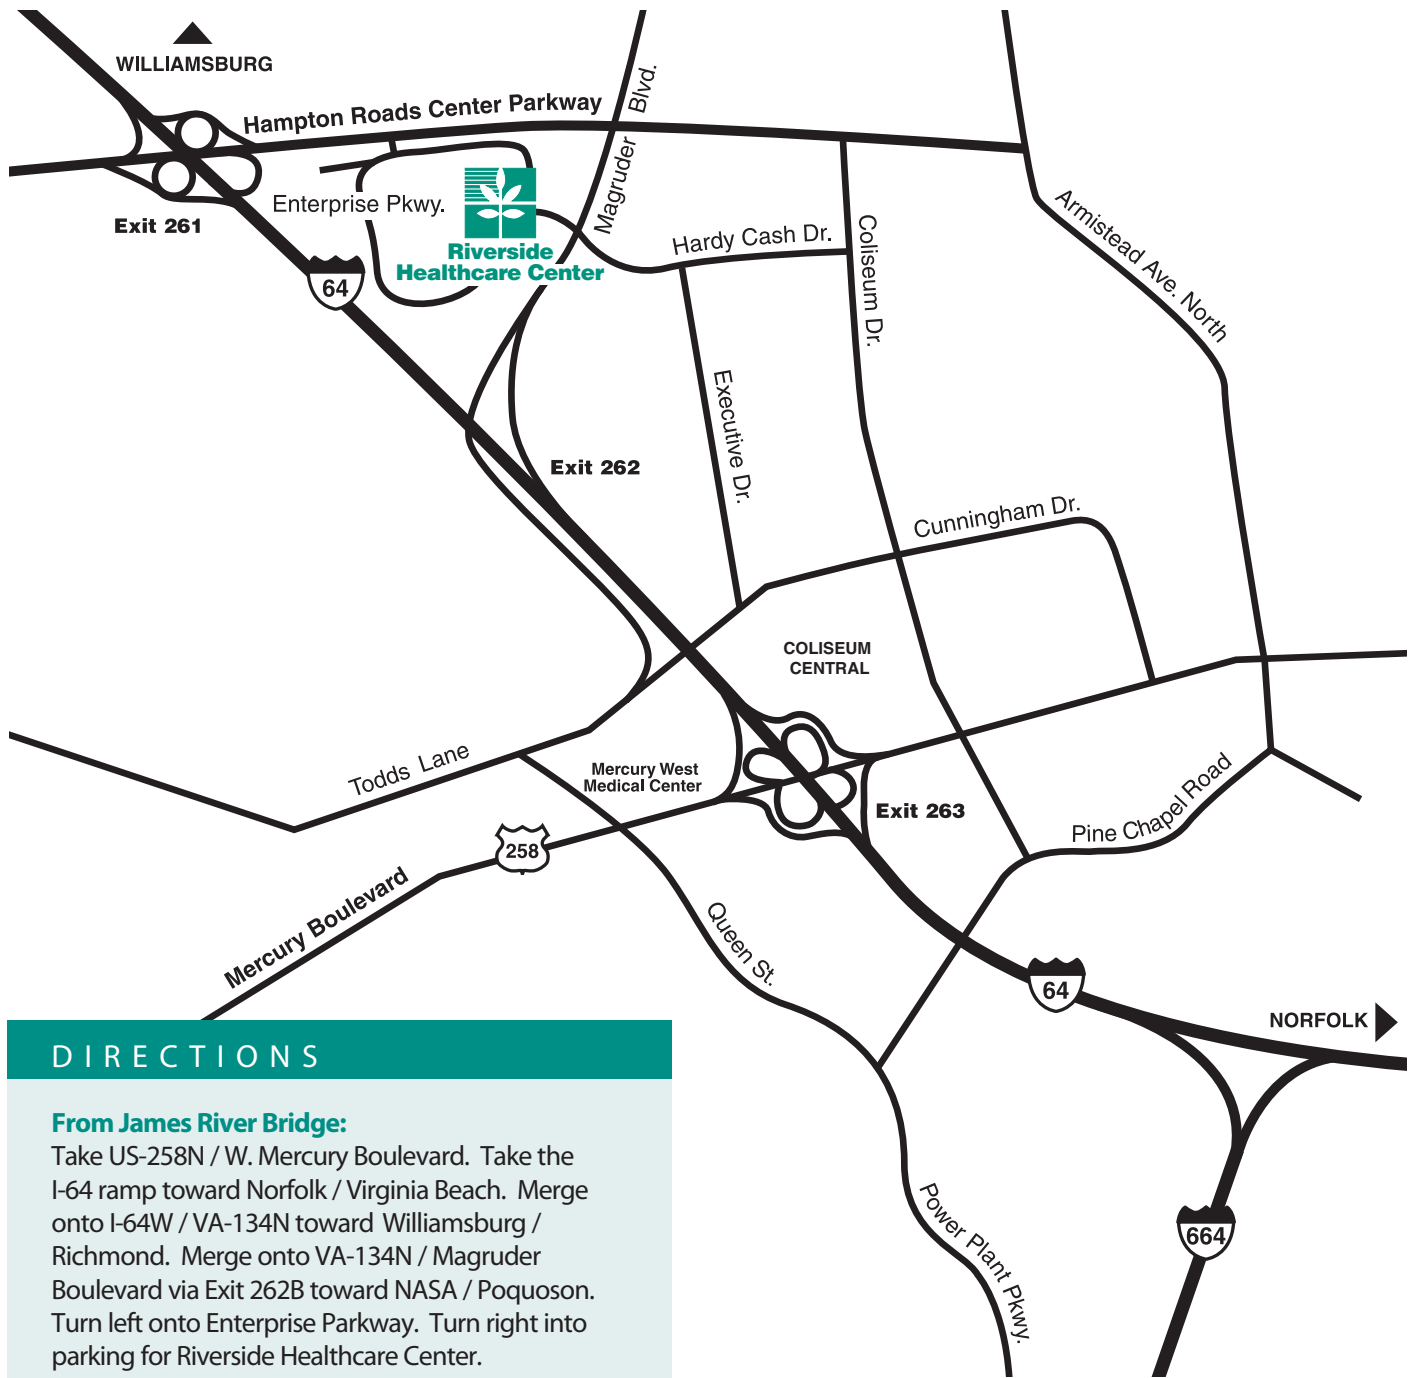 WILLIAMSBURG
Hampton Roads Center Parkway
Magruder Blvd.
Enterprise Pkwy.
Exit 261
Riverside
Healthcare Center
Hardy Cash Dr.
Coliseum Dr.
Armistead Ave. North
64
Executive Dr.
Exit 262
Cunningham Dr.
COLISEUM
CENTRAL
Todds Lane
Mercury West
Medical Center
Exit 263
Pine Chapel Road
258
Mercury Boulevard
Queen St.
64
NORFOLK
Power Plant Pkwy.
664
DIRECTIONS
From James River Bridge:
Take US-258N / W. Mercury Boulevard. Take the
I-64 ramp toward Norfolk / Virginia Beach. Merge
onto I-64W / VA-134N toward Williamsburg /
Richmond. Merge onto VA-134N / Magruder
Boulevard via Exit 262B toward NASA / Poquoson.
Turn left onto Enterprise Parkway. Turn right into
parking for Riverside Healthcare Center.